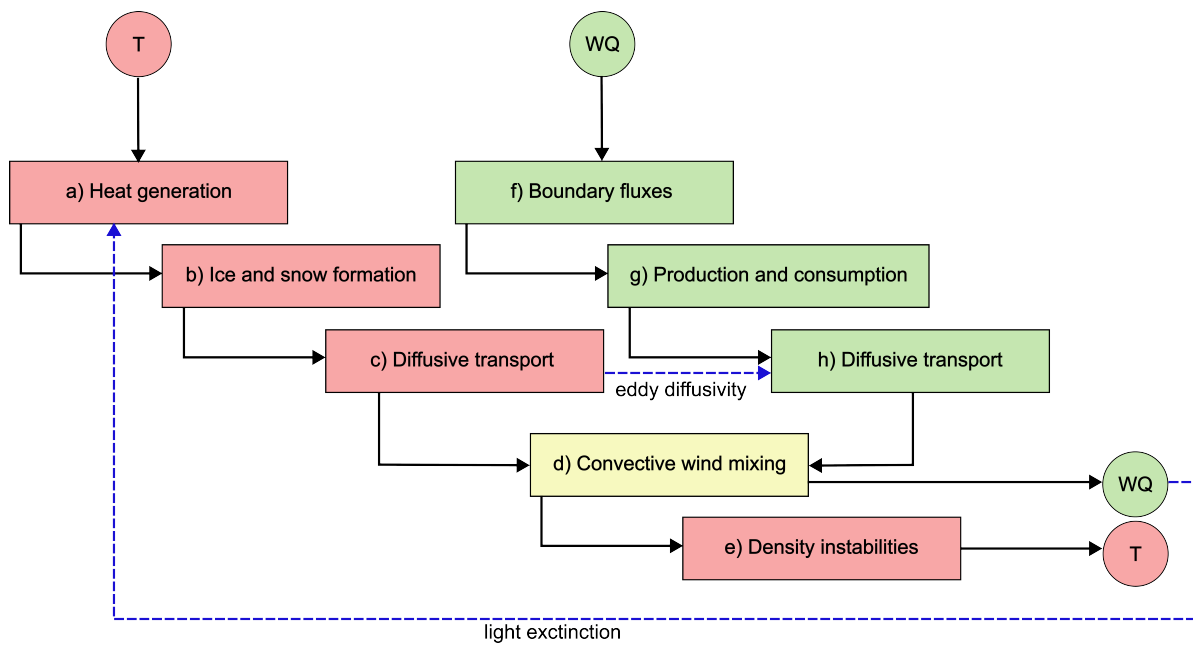 T
WQ
a) Heat generation
f) Boundary fluxes
b) Ice and snow formation
g) Production and consumption
c) Diffusive transport
h) Diffusive transport
eddy diffusivity
d) Convective wind mixing
WQ
e) Density instabilities
T
light exctinction